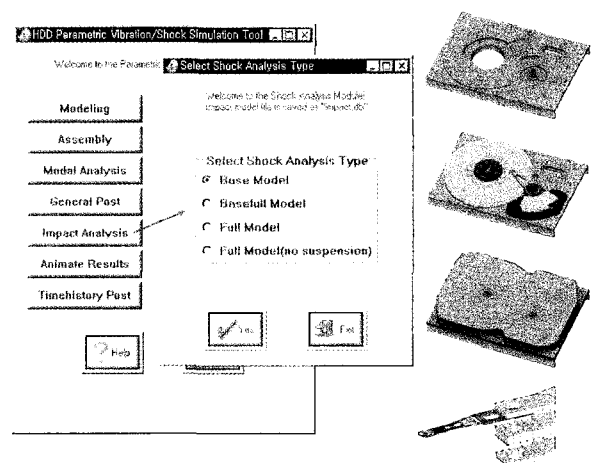 HDD Parametric Vibration/Shock Simulation Tool
Welcome to the Parametric
Select Shock Analysis Type
Welcome to the Shock Analysis Module!
Impact model file is saved as "impact.db"
Modeling
Assembly
Modal Analysis
General Post
Impact Analysis
Animate Results
Timehistory Post
Select Shock Analysis Type
Base Model
Basefull Model
Full Model
Full Model(no suspension)
Exit
Help